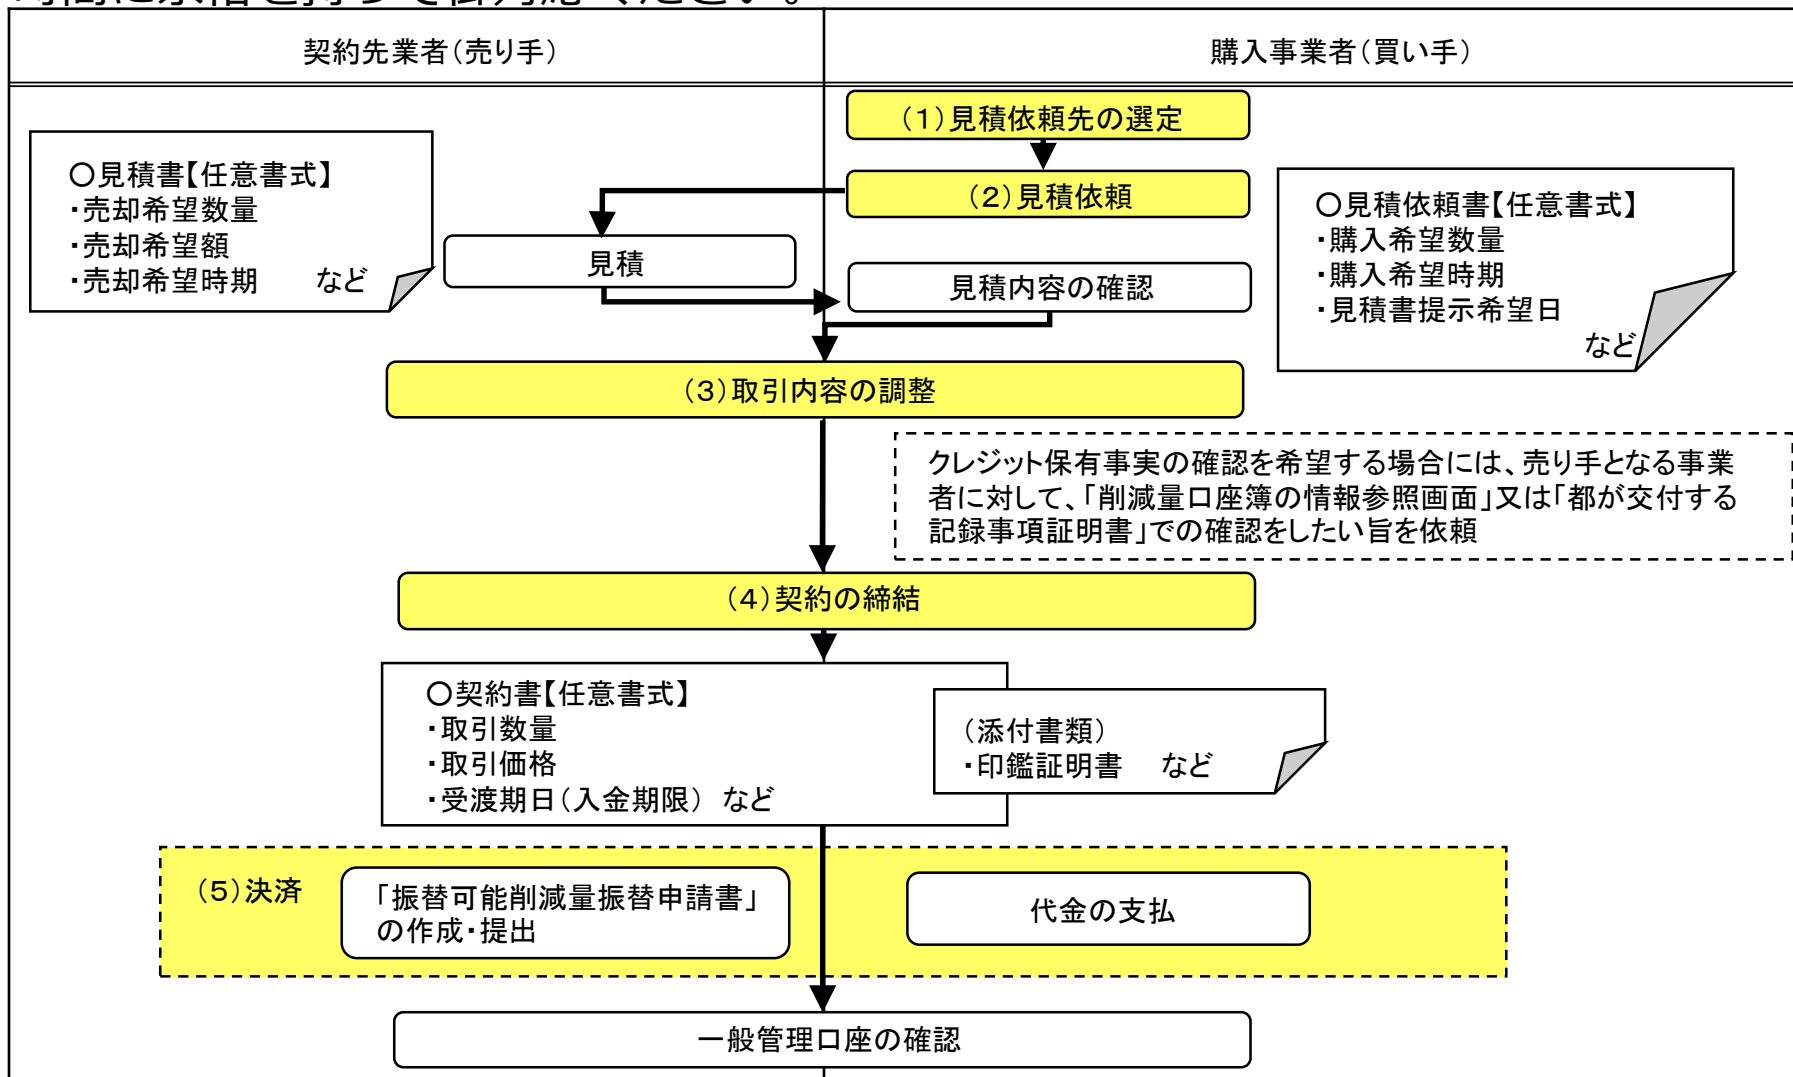 契約先業者(売り手)
購入事業者(買い手)
(1)見積依頼先の選定
(2)見積依頼
○見積書【任意書式】
・売却希望数量
・売却希望額
・売却希望時期 など
○見積依頼書【任意書式】
・購入希望数量
・購入希望時期
・見積書提示希望日
など
見積
見積内容の確認
(3)取引内容の調整
クレジット保有事実の確認を希望する場合には、売り手となる事業
者に対して、「削減量口座簿の情報参照画面」又は「都が交付する
記録事項証明書」での確認をしたい旨を依頼
(4)契約の締結
○契約書【任意書式】
・取引数量
・取引価格
・受渡期日(入金期限) など
(添付書類)
・印鑑証明書 など
(5)決済
「振替可能削減量振替申請書」
の作成・提出
代金の支払
一般管理口座の確認